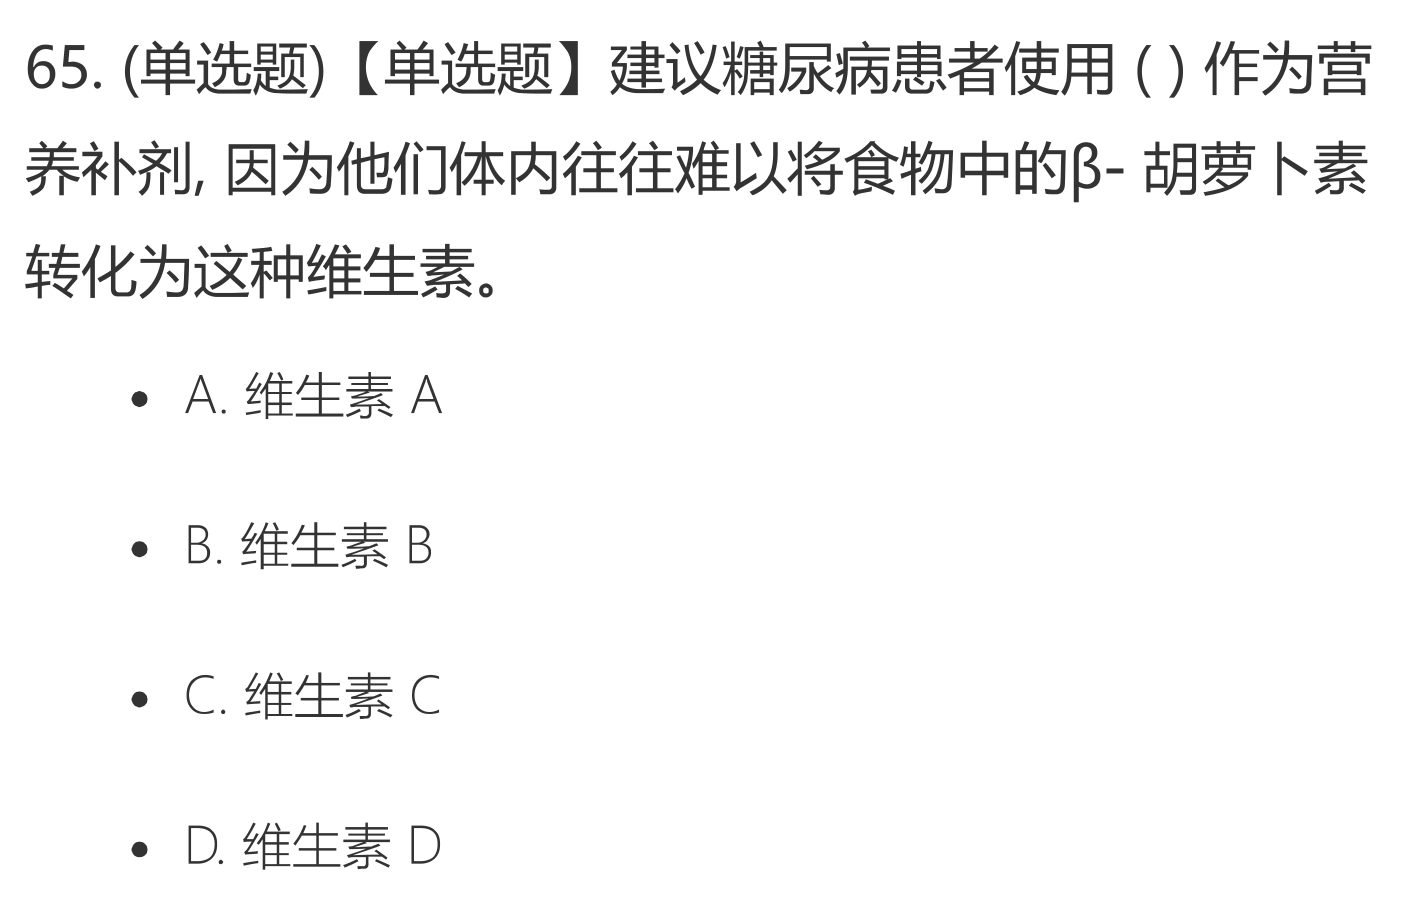 65. (单选题)【单选题】建议糖尿病患者使用 ( ) 作为营
养补剂, 因为他们体内往往难以将食物中的β- 胡萝卜素
转化为这种维生素。
• A. 维生素 A
• B. 维生素 B
• C. 维生素 C
• D. 维生素 D